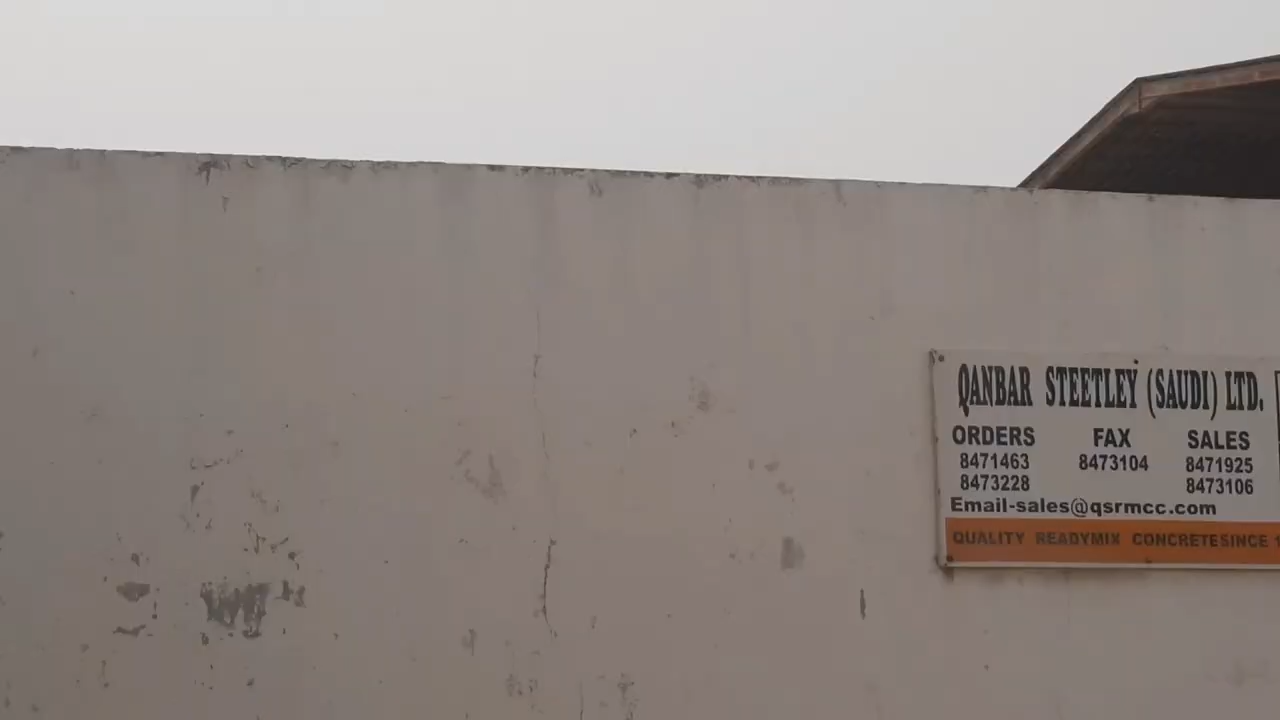 QANBAR STEETLEY (SAUDI) LTD.
ORDERS FAX SALES
8471463 8473104 8471925
8473228 8473106
Email-sales@qsrmcc.com
QUALITY READYMIX CONCRETESINCE